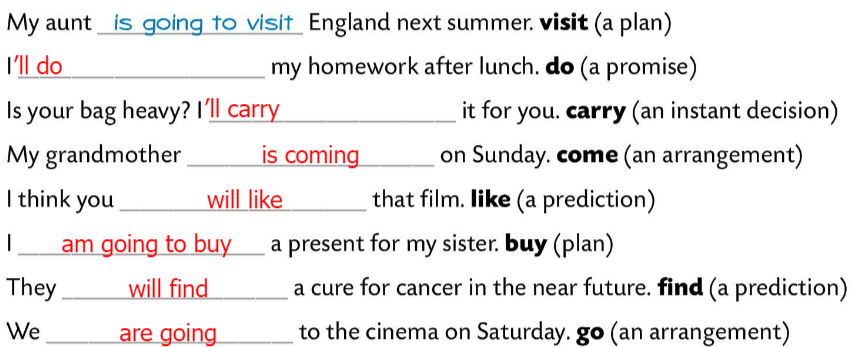 My aunt is going to visit England next summer. visit (a plan)
I'll do my homework after lunch. do (a promise)
Is your bag heavy? I'll carry it for you. carry (an instant decision)
My grandmother is coming on Sunday. come (an arrangement)
I think you will like that film. like (a prediction)
I am going to buy a present for my sister. buy (plan)
They will find a cure for cancer in the near future. find (a prediction)
We are going to the cinema on Saturday. go (an arrangement)